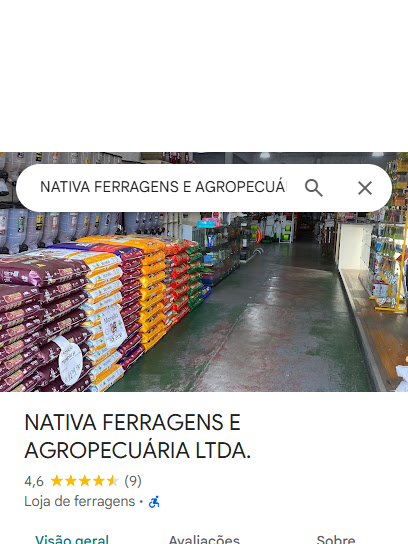 NATIVA FERRAGENS E AGROPECUÁ
NATIVA FERRAGENS E
AGROPECUÁRIA LTDA.
4,6 (9)
Loja de ferragens ·
Visão geral Avaliações Sobre